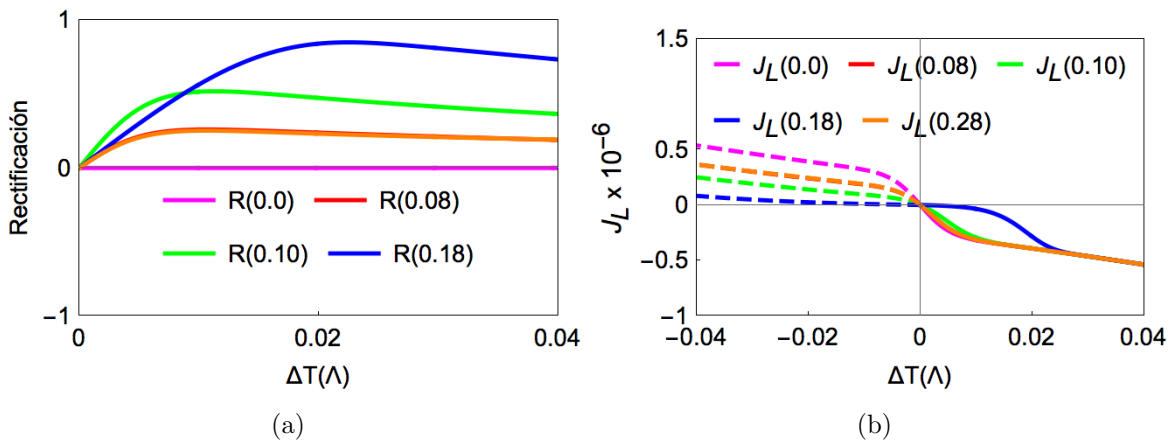 1
0
−1
Rectificación
R(0.0) R(0.08)
R(0.10) R(0.18)
0 0.02 0.04
ΔT(Λ)
(a)
1.5
0.5
0
−0.5
−1
J_L x 10⁻⁶
J_L(0.0) J_L(0.08) J_L(0.10)
J_L(0.18) J_L(0.28)
−0.04 −0.02 0 0.02 0.04
ΔT(Λ)
(b)